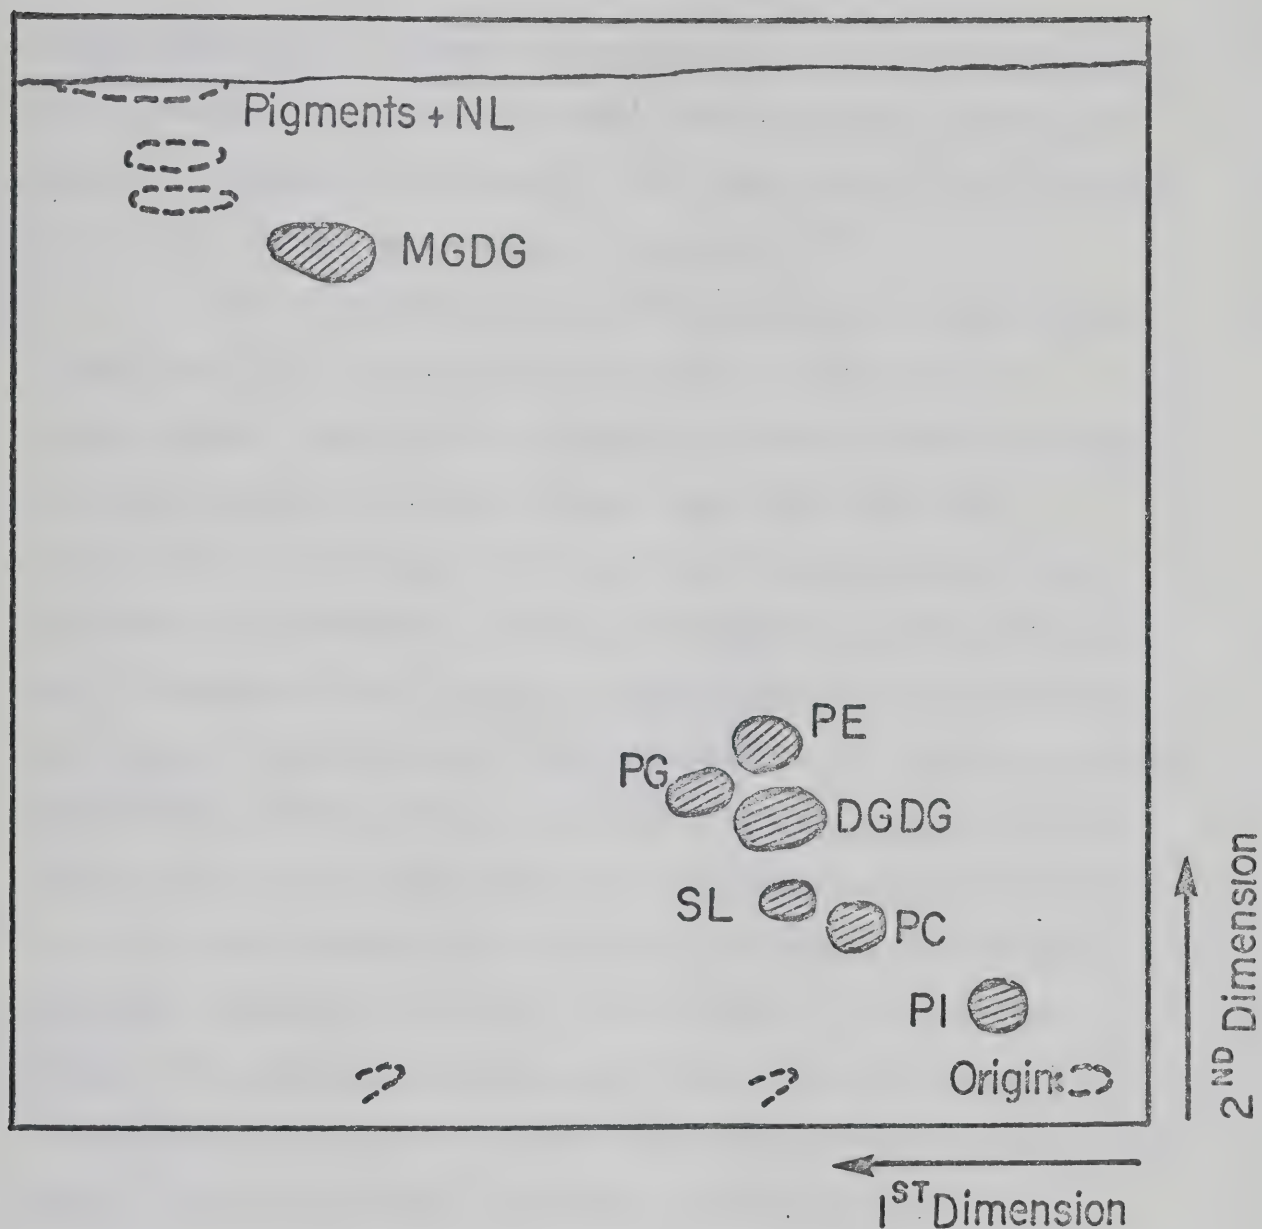 Pigments + NL
MGDG
PE
PG
DGDG
SL
PC
PI
Origin
2ND Dimension
1ST Dimension